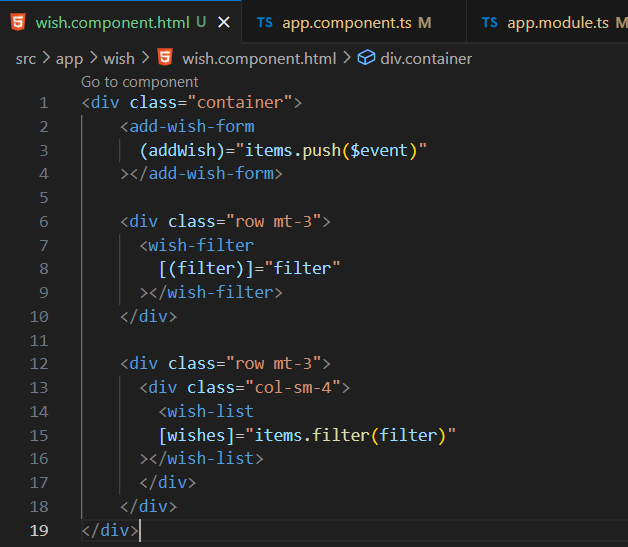 wish.component.html U
TS app.component.ts M
TS app.module.ts M
src > app > wish > wish.component.html > div.container
Go to component
1 <div class="container">
2 <add-wish-form
3 (addWish)="items.push($event)"
4 ></add-wish-form>
5
6 <div class="row mt-3">
7 <wish-filter
8 [(filter)]="filter"
9 ></wish-filter>
10 </div>
11
12 <div class="row mt-3">
13 <div class="col-sm-4">
14 <wish-list
15 [wishes]="items.filter(filter)"
16 ></wish-list>
17 </div>
18 </div>
19 </div>